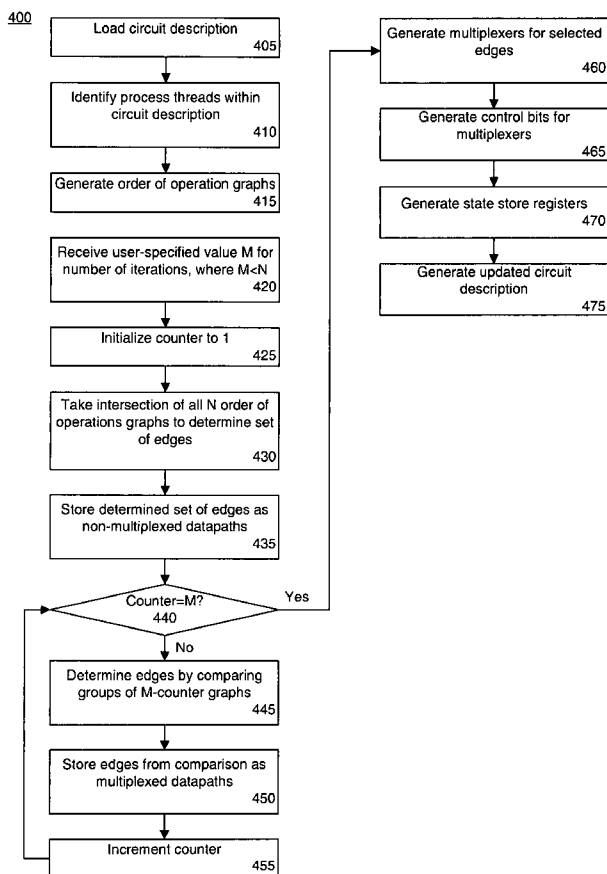 400
Load circuit description
405
Identify process threads within
circuit description
410
Generate order of operation graphs
415
Receive user-specified value M for
number of iterations, where M<N
420
Initialize counter to 1
425
Take intersection of all N order of
operations graphs to determine set
of edges
430
Store determined set of edges as
non-multiplexed datapaths
435
Counter=M?
440
Yes
No
Determine edges by comparing
groups of M-counter graphs
445
Store edges from comparison as
multiplexed datapaths
450
Increment counter
455
Generate multiplexers for selected
edges
460
Generate control bits for
multiplexers
465
Generate state store registers
470
Generate updated circuit
description
475